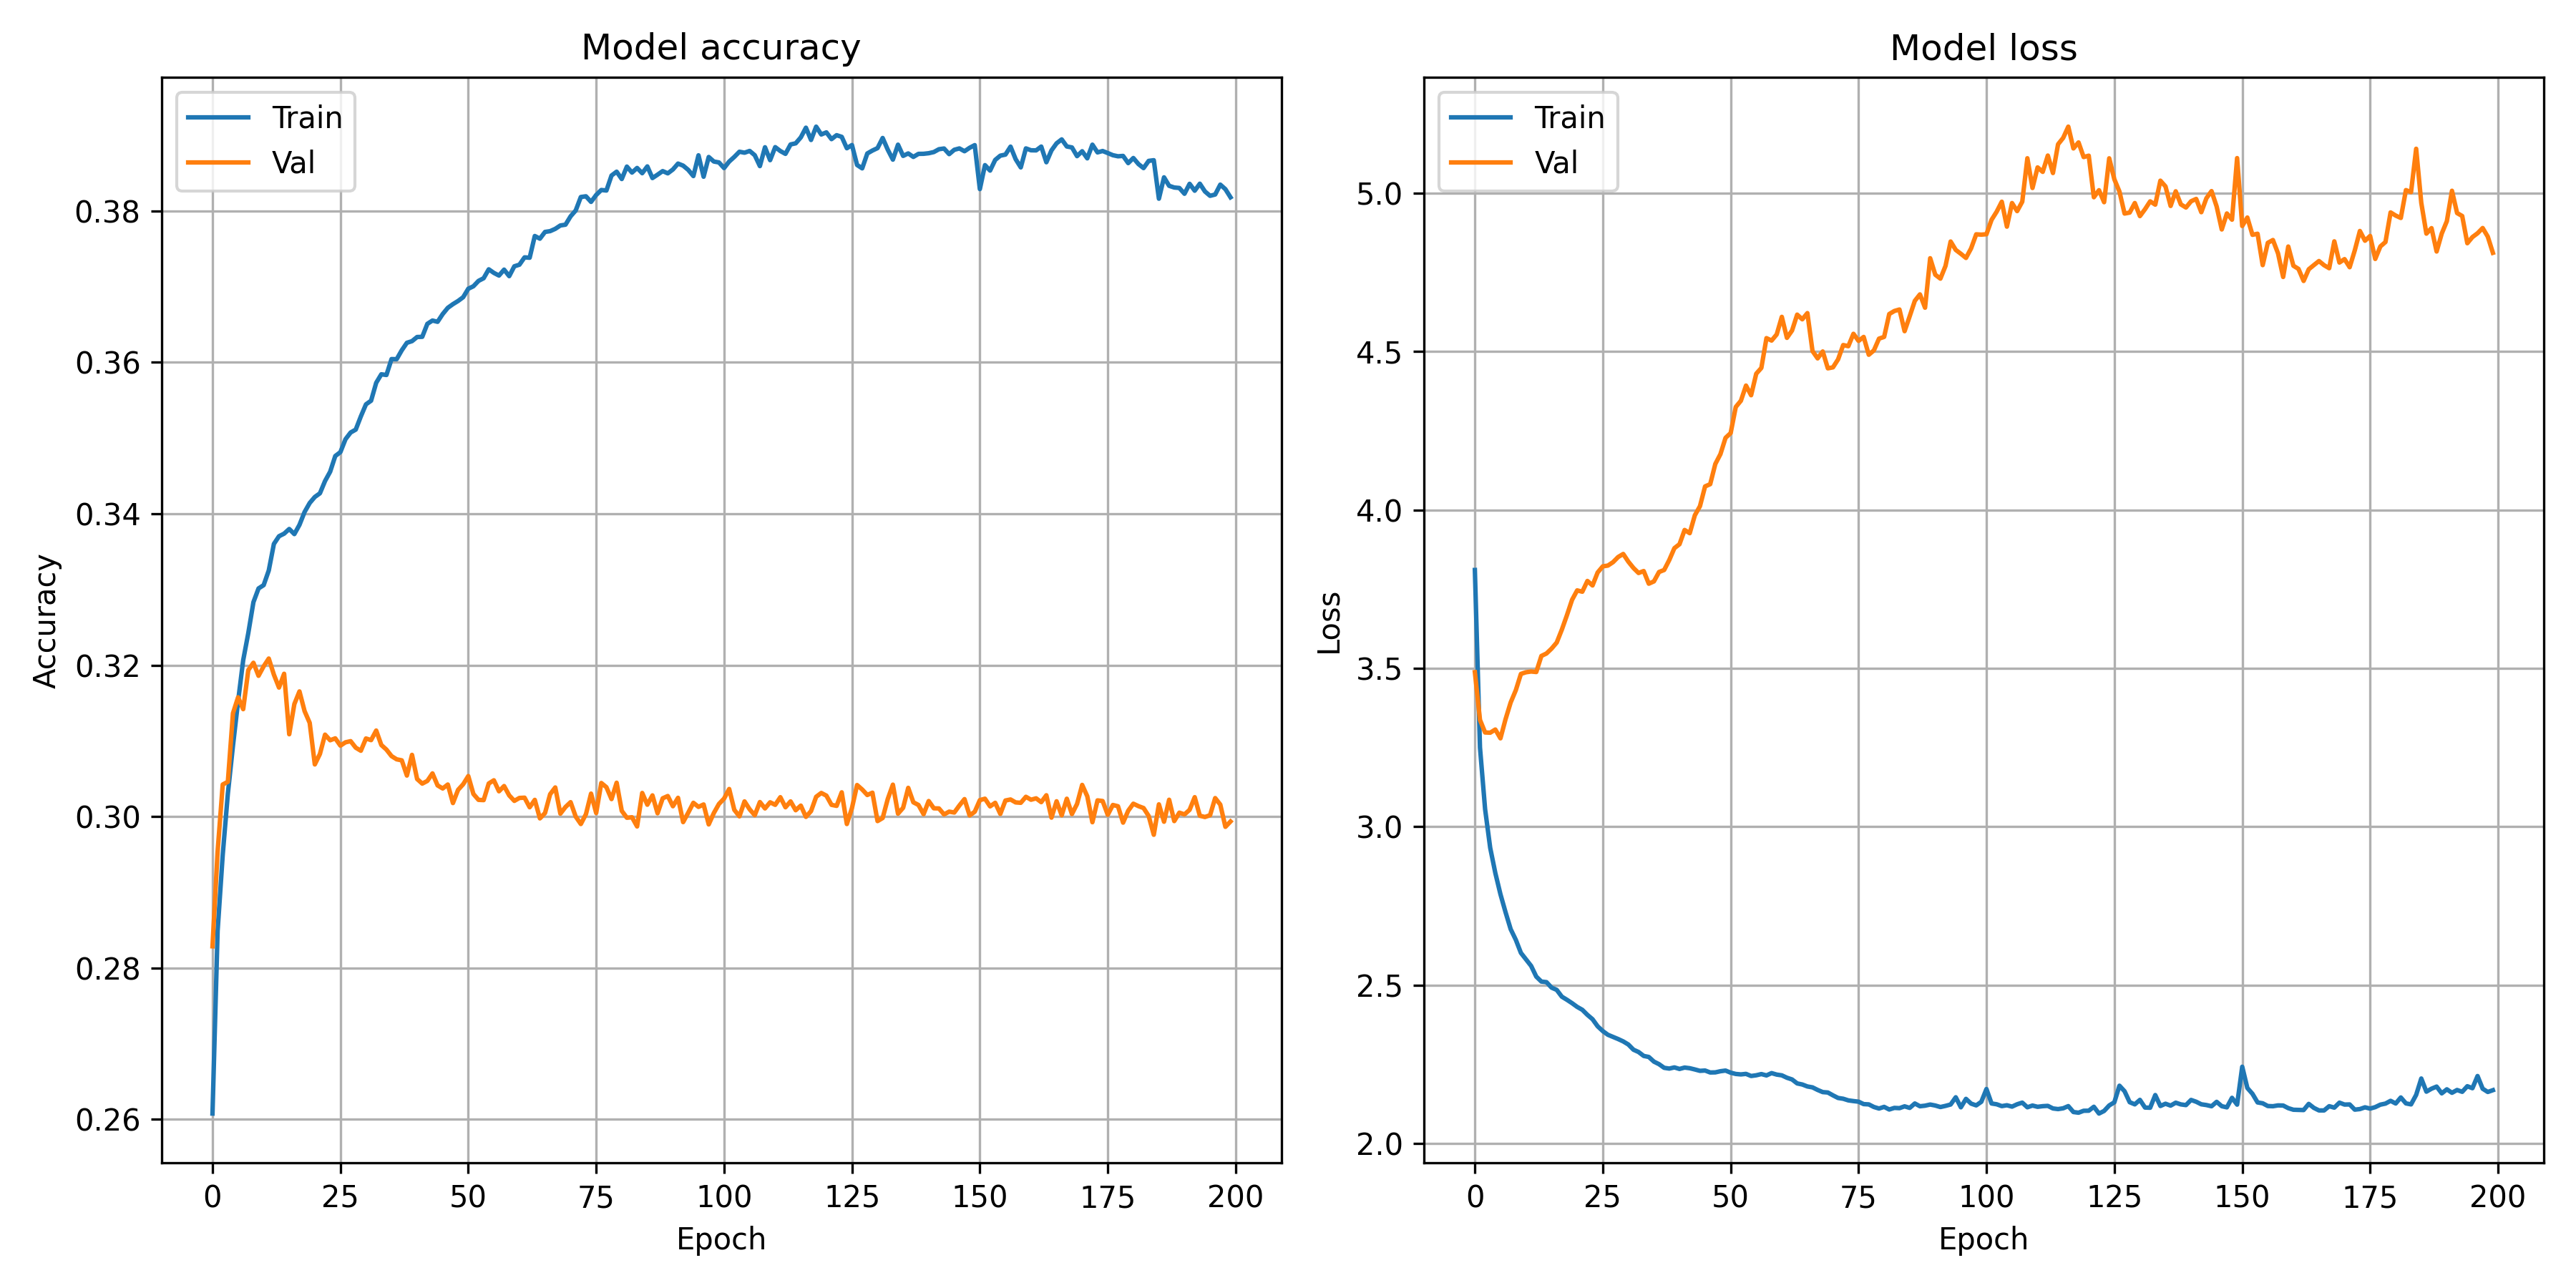 Model accuracy
Train
Val
Accuracy
0.38
0.36
0.34
0.32
0.30
0.28
0.26
0 25 50 75 100 125 150 175 200
Epoch
Model loss
Train
Val
Loss
5.0
4.5
4.0
3.5
3.0
2.5
2.0
0 25 50 75 100 125 150 175 200
Epoch